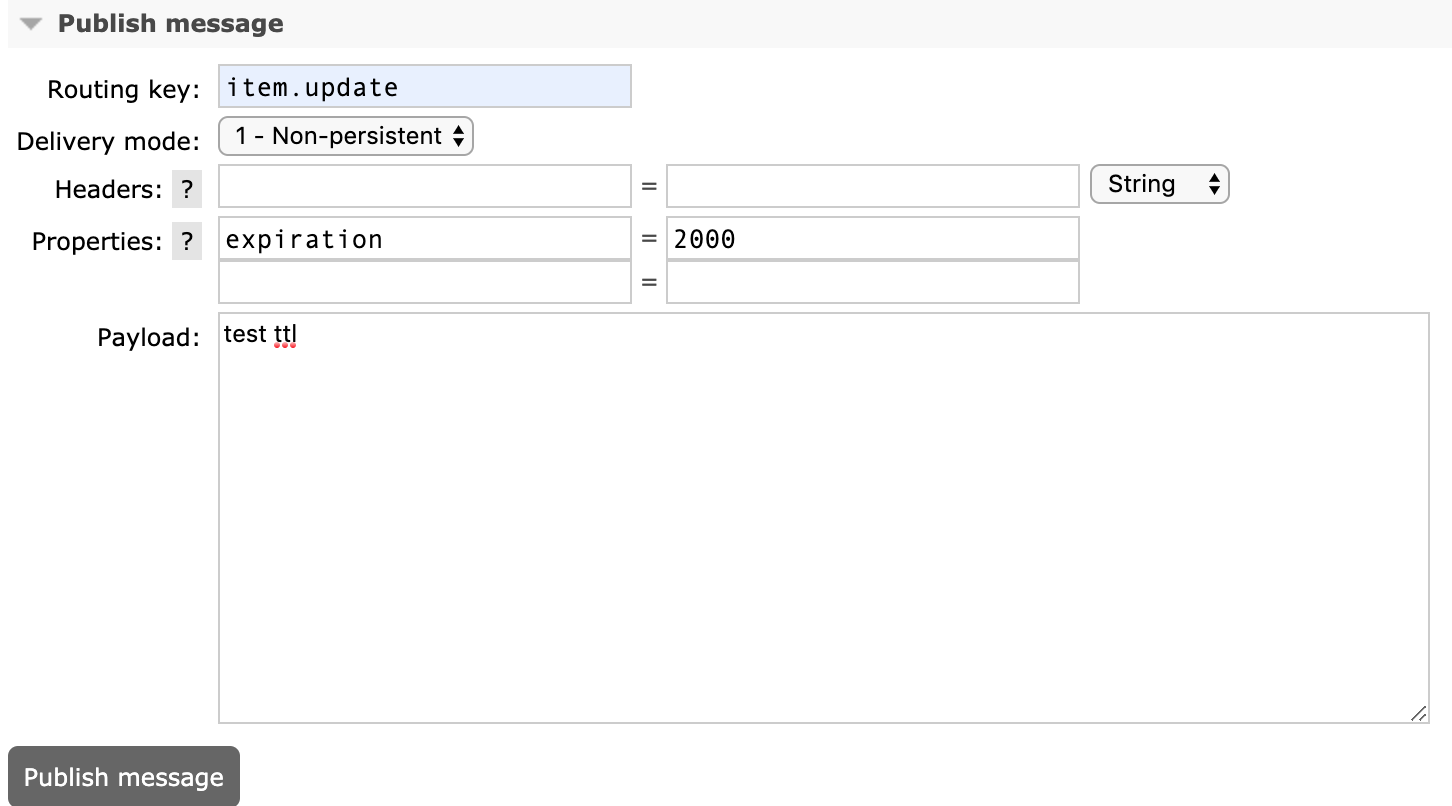 Publish message
Routing key: item.update
Delivery mode: 1 - Non-persistent
Headers: ? = String
Properties: ? expiration = 2000
=
Payload: test ttl
Publish message